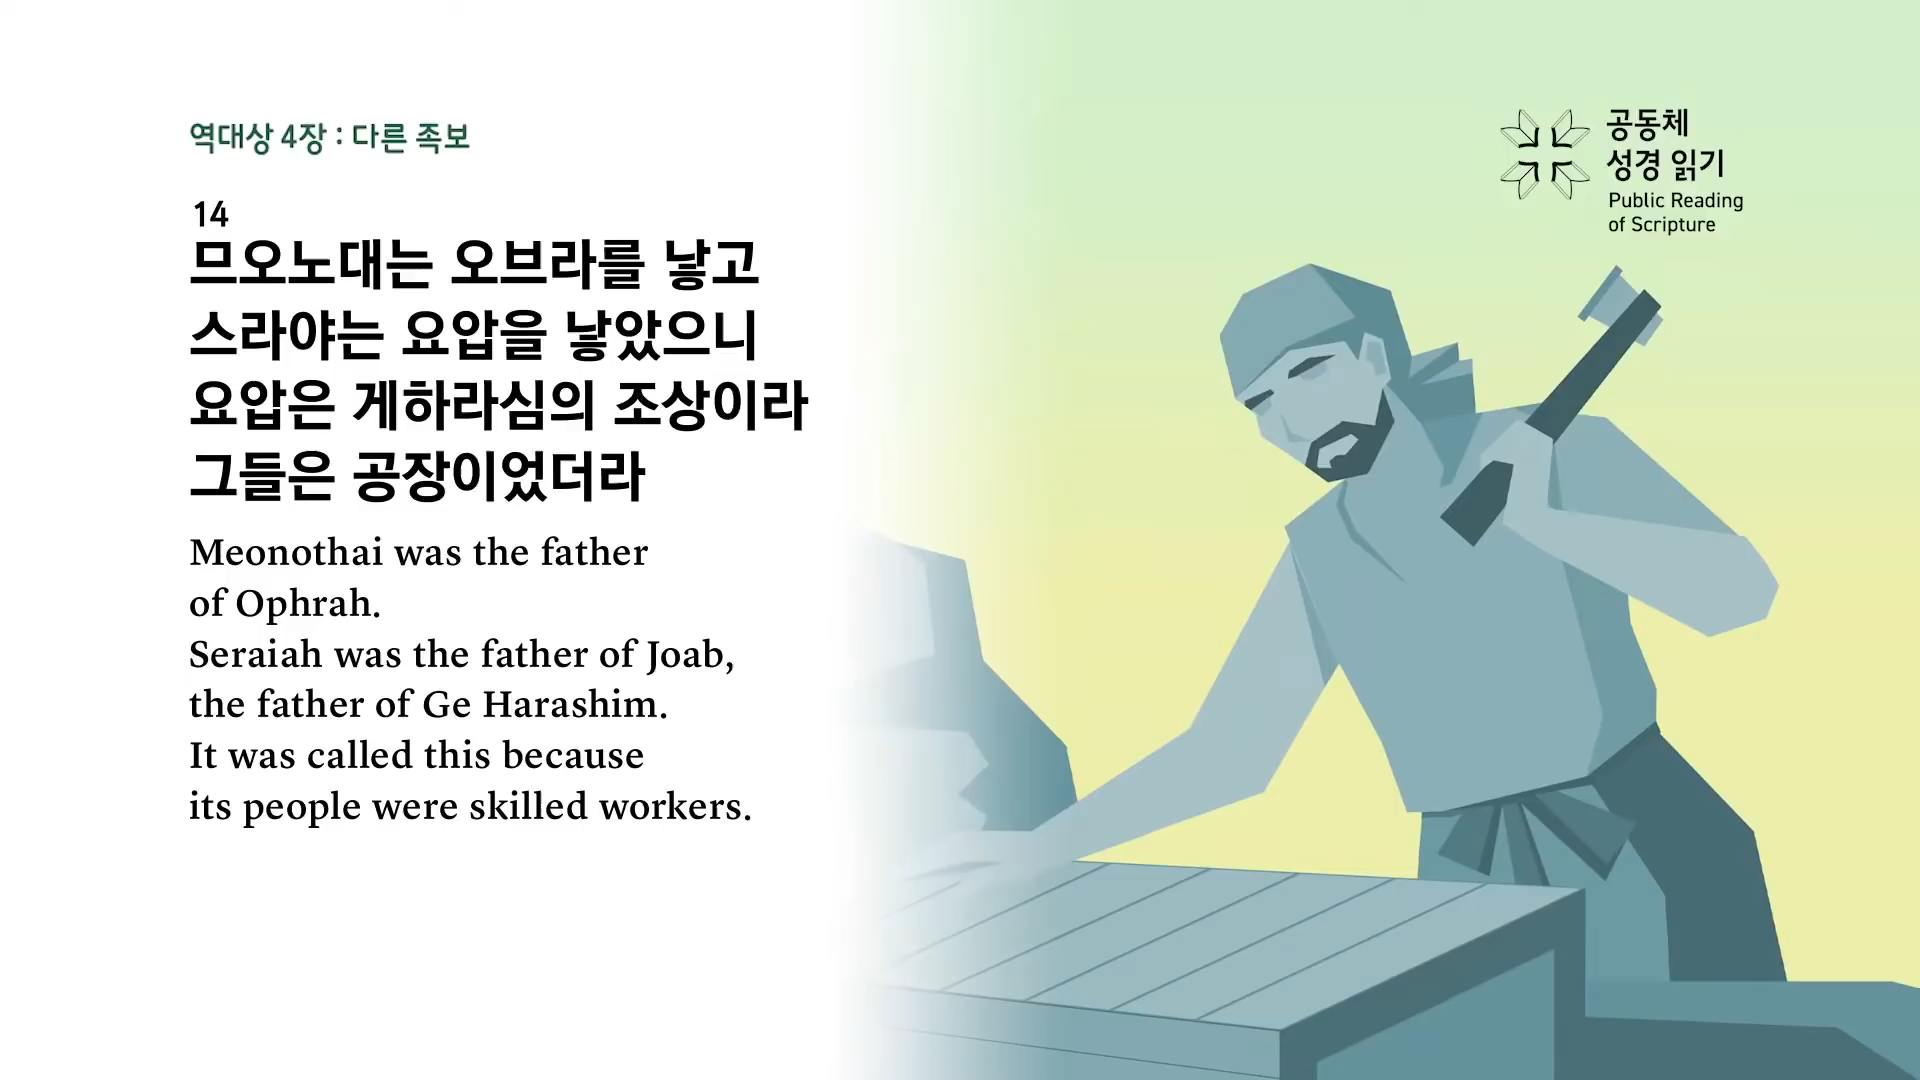 역대상 4장 : 다른 족보
14
므오노대는 오브라를 낳고
스라야는 요압을 낳았으니
요압은 게하라심의 조상이라
그들은 공장이었더라
Meonothai was the father
of Ophrah.
Seraiah was the father of Joab,
the father of Ge Harashim.
It was called this because
its people were skilled workers.
공동체
성경 읽기
Public Reading
of Scripture